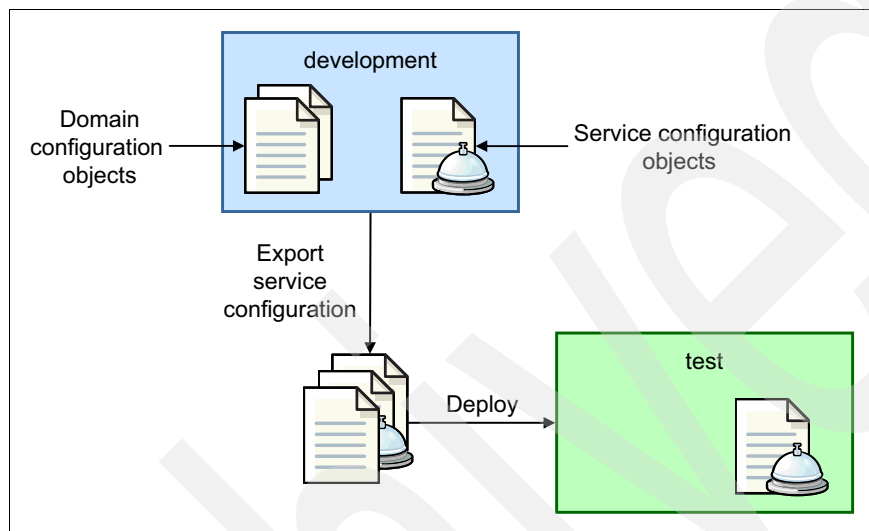 development
Domain
configuration
objects
Service configuration
objects
Export
service
configuration
test
Deploy